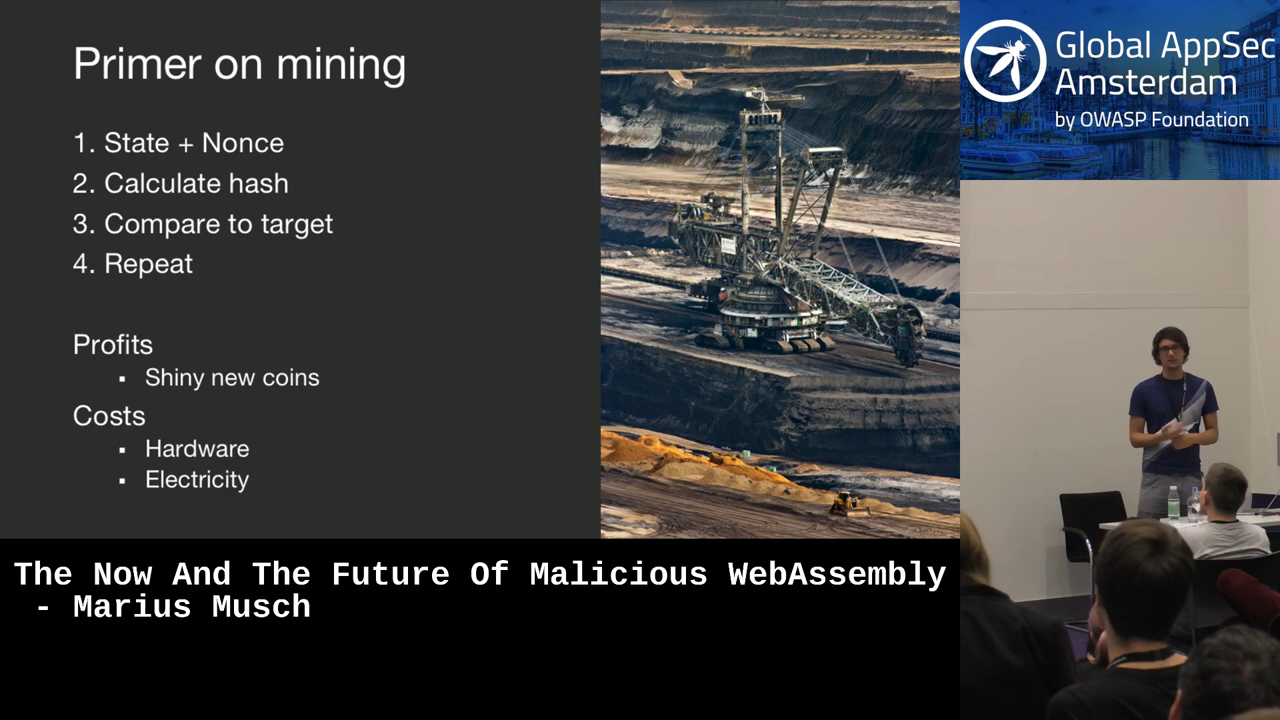 Primer on mining
1. State + Nonce
2. Calculate hash
3. Compare to target
4. Repeat
Profits
▪ Shiny new coins
Costs
▪ Hardware
▪ Electricity
Global AppSec
Amsterdam
by OWASP Foundation
The Now And The Future Of Malicious WebAssembly
- Marius Musch